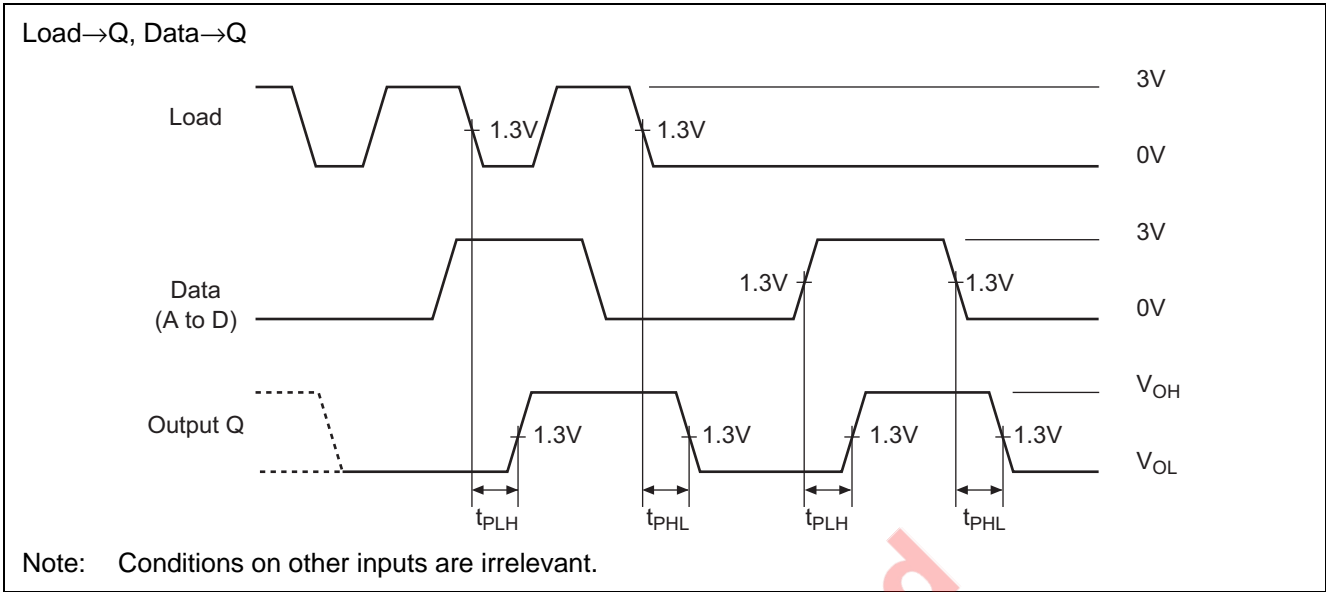 Load→Q, Data→Q
3V
Load
1.3V
1.3V
0V
3V
Data
(A to D)
1.3V
1.3V
0V
VOH
Output Q
1.3V
1.3V
1.3V
1.3V
VOL
tPLH
tPHL
tPLH
tPHL
Note: Conditions on other inputs are irrelevant.